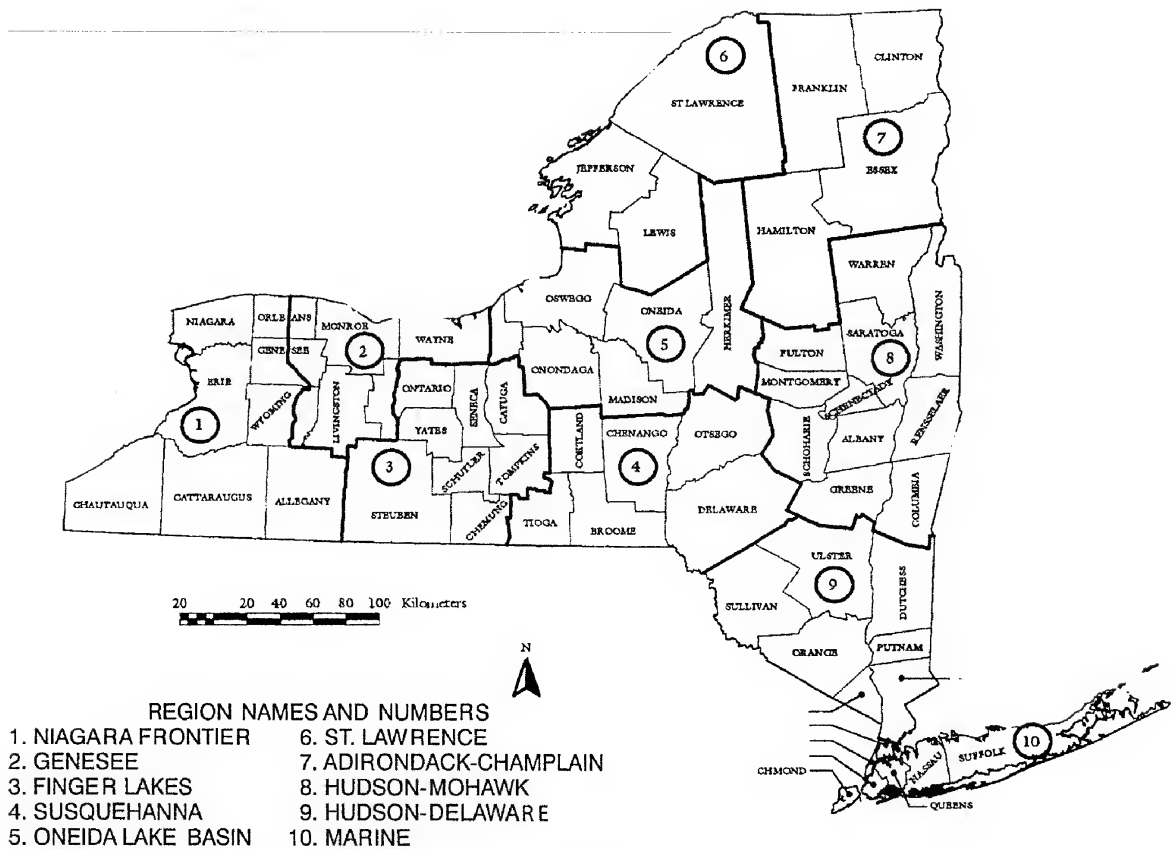 6
CLINTON
FRANKLIN
ST LAWRENCE
7
JEFFERSON
ESSEX
LEWIS
HAMILTON
WARREN
OSWEGO
WASHINGTON
NIAGARA
ORLEANS
MONROE
ONEIDA
HERKIMER
SARATOGA
WAYNE
2
5
8
GENESEE
FULTON
ERIE
ONONDAGA
MONTGOMERY
ONTARIO
SENECA
CAYUGA
MADISON
SCHENECTADY
RENSSELAER
WYOMING
LIVINGSTON
1
YATES
CORTLAND
CHENANGO
OTSEGO
SCHOHARIE
ALBANY
3
SCHUYLER
TOMPKINS
4
GREENE
COLUMBIA
CHAUTAUQUA
CATTARAUGUS
ALLEGANY
STEUBEN
CHEMUNG
TIOGA
BROOME
DELAWARE
ULSTER
9
DUTCHESS
SULLIVAN
20 0 20 40 60 80 100 Kilometers
ORANGE
PUTNAM
N
CHMOND
NASSAU
SUFFOLK
10
QUEENS
REGION NAMES AND NUMBERS
1. NIAGARA FRONTIER
2. GENESEE
3. FINGER LAKES
4. SUSQUEHANNA
5. ONEIDA LAKE BASIN
6. ST. LAWRENCE
7. ADIRONDACK-CHAMPLAIN
8. HUDSON-MOHAWK
9. HUDSON-DELAWARE
10. MARINE